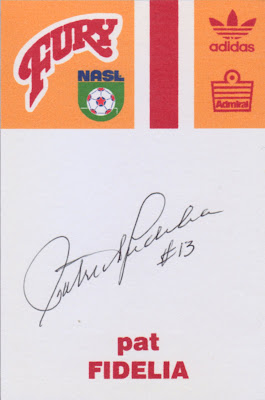 FURY
NASL
adidas
Admiral
#13
pat
FIDELIA